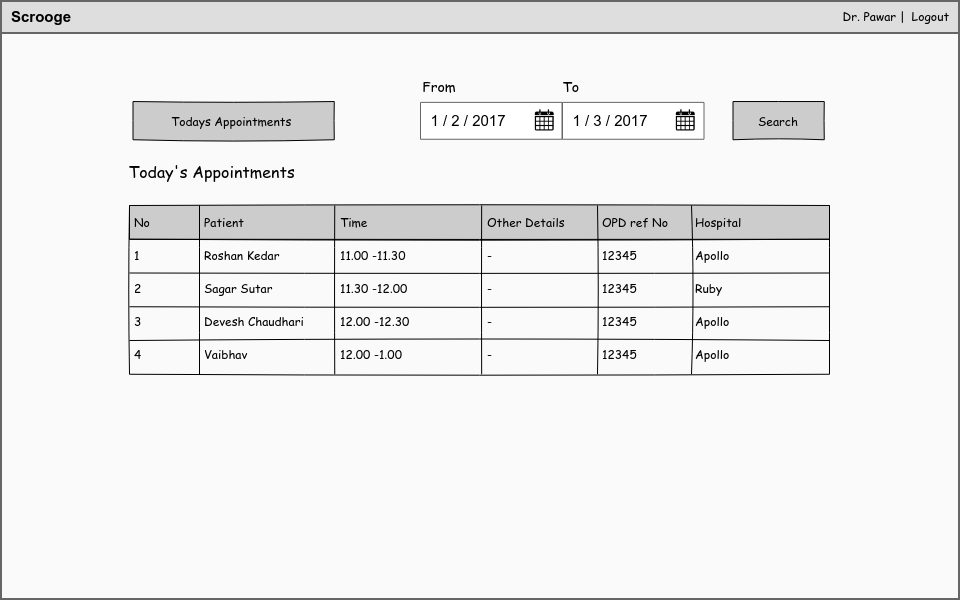 Scrooge
Dr. Pawar | Logout
From To
Todays Appointments 1 / 2 / 2017 1 / 3 / 2017 Search
Today's Appointments
No Patient Time Other Details OPD ref No Hospital
1 Roshan Kedar 11.00 -11.30 - 12345 Apollo
2 Sagar Sutar 11.30 -12.00 - 12345 Ruby
3 Devesh Chaudhari 12.00 -12.30 - 12345 Apollo
4 Vaibhav 12.00 -1.00 - 12345 Apollo